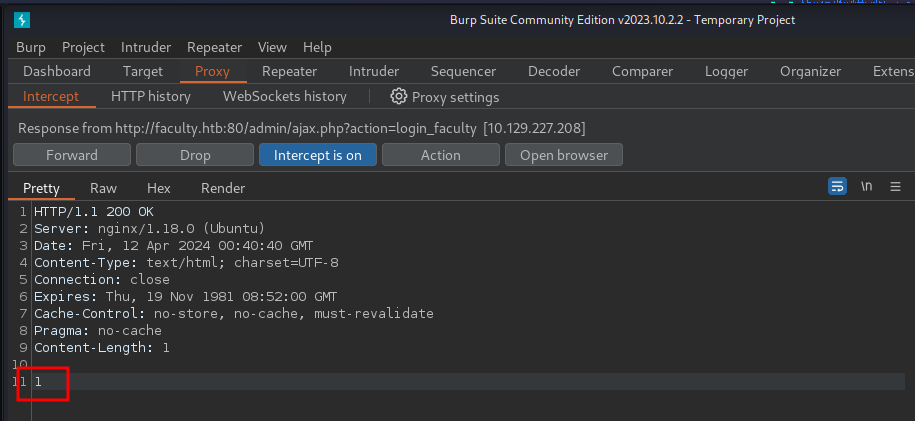 Burp Suite Community Edition v2023.10.2.2 - Temporary Project
Burp Project Intruder Repeater View Help
Dashboard Target Proxy Repeater Intruder Sequencer Decoder Comparer Logger Organizer Extens
Intercept HTTP history WebSockets history Proxy settings
Response from http://faculty.htb:80/admin/ajax.php?action=login_faculty [10.129.227.208]
Forward Drop Intercept is on Action Open browser
Pretty Raw Hex Render \n
1 HTTP/1.1 200 OK
2 Server: nginx/1.18.0 (Ubuntu)
3 Date: Fri, 12 Apr 2024 00:40:40 GMT
4 Content-Type: text/html; charset=UTF-8
5 Connection: close
6 Expires: Thu, 19 Nov 1981 08:52:00 GMT
7 Cache-Control: no-store, no-cache, must-revalidate
8 Pragma: no-cache
9 Content-Length: 1
10
11 1